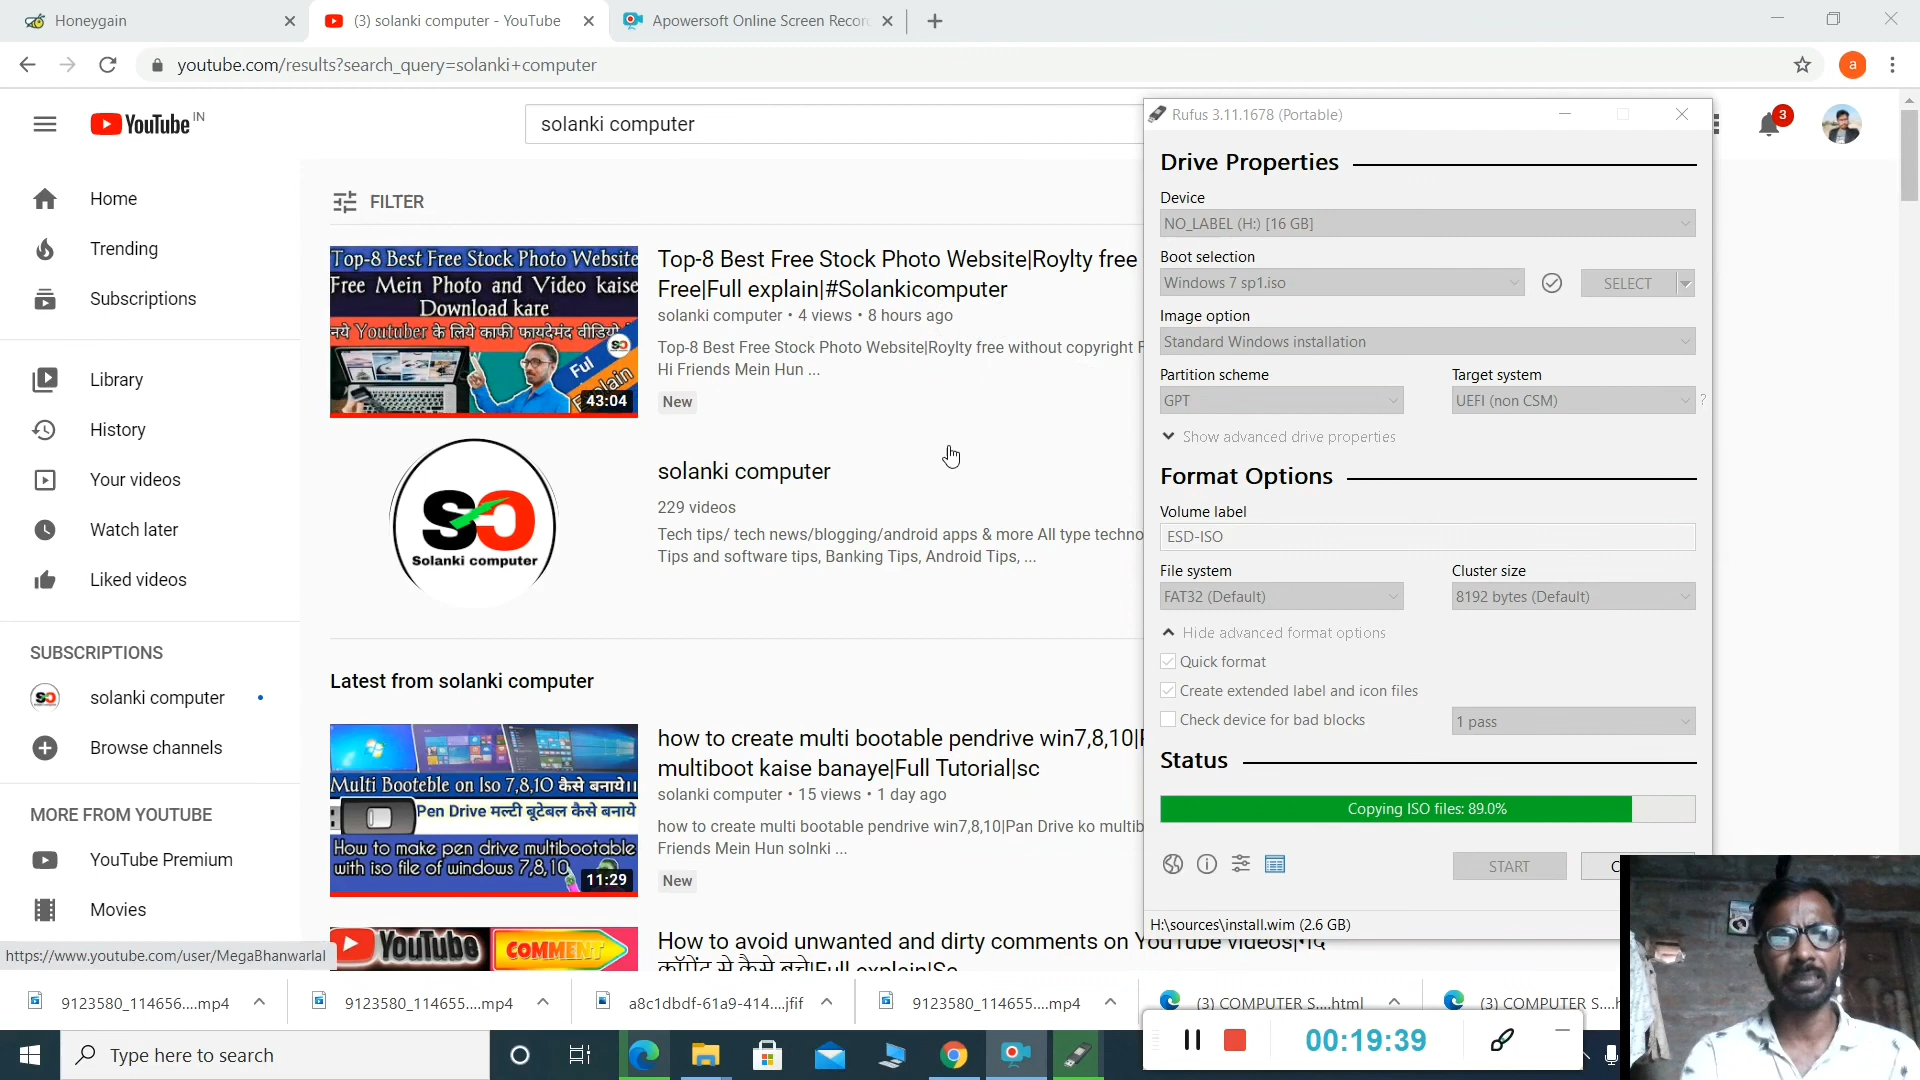 Honeygain
(3) solanki computer - YouTube
Apowersoft Online Screen Recor
youtube.com/results?search_query=solanki+computer
a
YouTube IN
solanki computer
3
Home
Trending
Subscriptions
Library
History
Your videos
Watch later
Liked videos
SUBSCRIPTIONS
solanki computer
Browse channels
MORE FROM YOUTUBE
YouTube Premium
Movies
https://www.youtube.com/user/MegaBhanwarlal
FILTER
Top-8 Best Free Stock Photo Website
Free Mein Photo and Video kaise
Download kare
नये Youtuber के लिये काफी फायदेमंद वीडियो
Ful
Explain
43:04
Top-8 Best Free Stock Photo Website|Roylty free
Free|Full explain|#Solankicomputer
solanki computer • 4 views • 8 hours ago
Top-8 Best Free Stock Photo Website|Roylty free without copyright F
Hi Friends Mein Hun ...
New
SO
Solanki computer
solanki computer
229 videos
Tech tips/ tech news/blogging/android apps & more All type techno
Tips and software tips, Banking Tips, Android Tips, ...
Latest from solanki computer
Multi Booteble on Iso 7,8,10 कैसे बनाये।।
Pen Drive मल्टी बूटेबल कैसे बनाये
How to make pen drive multibootable
with iso file of windows 7,8,10
11:29
how to create multi bootable pendrive win7,8,10|P
multiboot kaise banaye|Full Tutorial|sc
solanki computer • 15 views • 1 day ago
how to create multi bootable pendrive win7,8,10|Pan Drive ko multib
Friends Mein Hun solnki ...
New
YouTube COMMENT
How to avoid unwanted and dirty comments on YouTube videos|
Rufus 3.11.1678 (Portable)
Drive Properties
Device
NO_LABEL (H:) [16 GB]
Boot selection
Windows 7 sp1.iso
SELECT
Image option
Standard Windows installation
Partition scheme
Target system
GPT
UEFI (non CSM)
?
Show advanced drive properties
Format Options
Volume label
ESD-ISO
File system
Cluster size
FAT32 (Default)
8192 bytes (Default)
Hide advanced format options
Quick format
Create extended label and icon files
Check device for bad blocks
1 pass
Status
Copying ISO files: 89.0%
START
C
H:\sources\install.wim (2.6 GB)
9123580_114656....mp4
9123580_114655....mp4
a8c1dbdf-61a9-414....jfif
9123580_114655....mp4
(3) COMPUTER S....html
(3) COMPUTER S....h
00:19:39
Type here to search